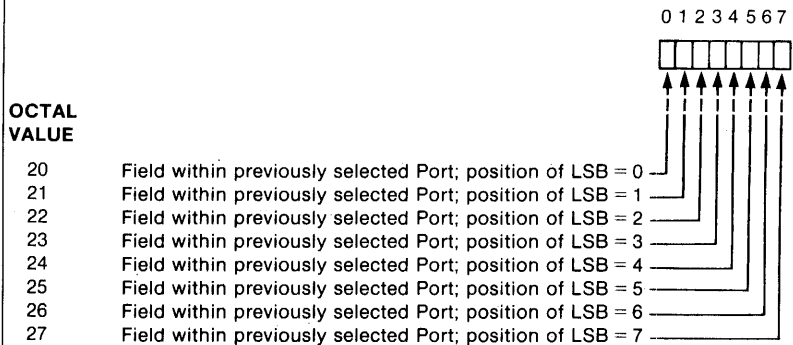 0 1 2 3 4 5 6 7
OCTAL
VALUE
20 Field within previously selected Port; position of LSB = 0
21 Field within previously selected Port; position of LSB = 1
22 Field within previously selected Port; position of LSB = 2
23 Field within previously selected Port; position of LSB = 3
24 Field within previously selected Port; position of LSB = 4
25 Field within previously selected Port; position of LSB = 5
26 Field within previously selected Port; position of LSB = 6
27 Field within previously selected Port; position of LSB = 7